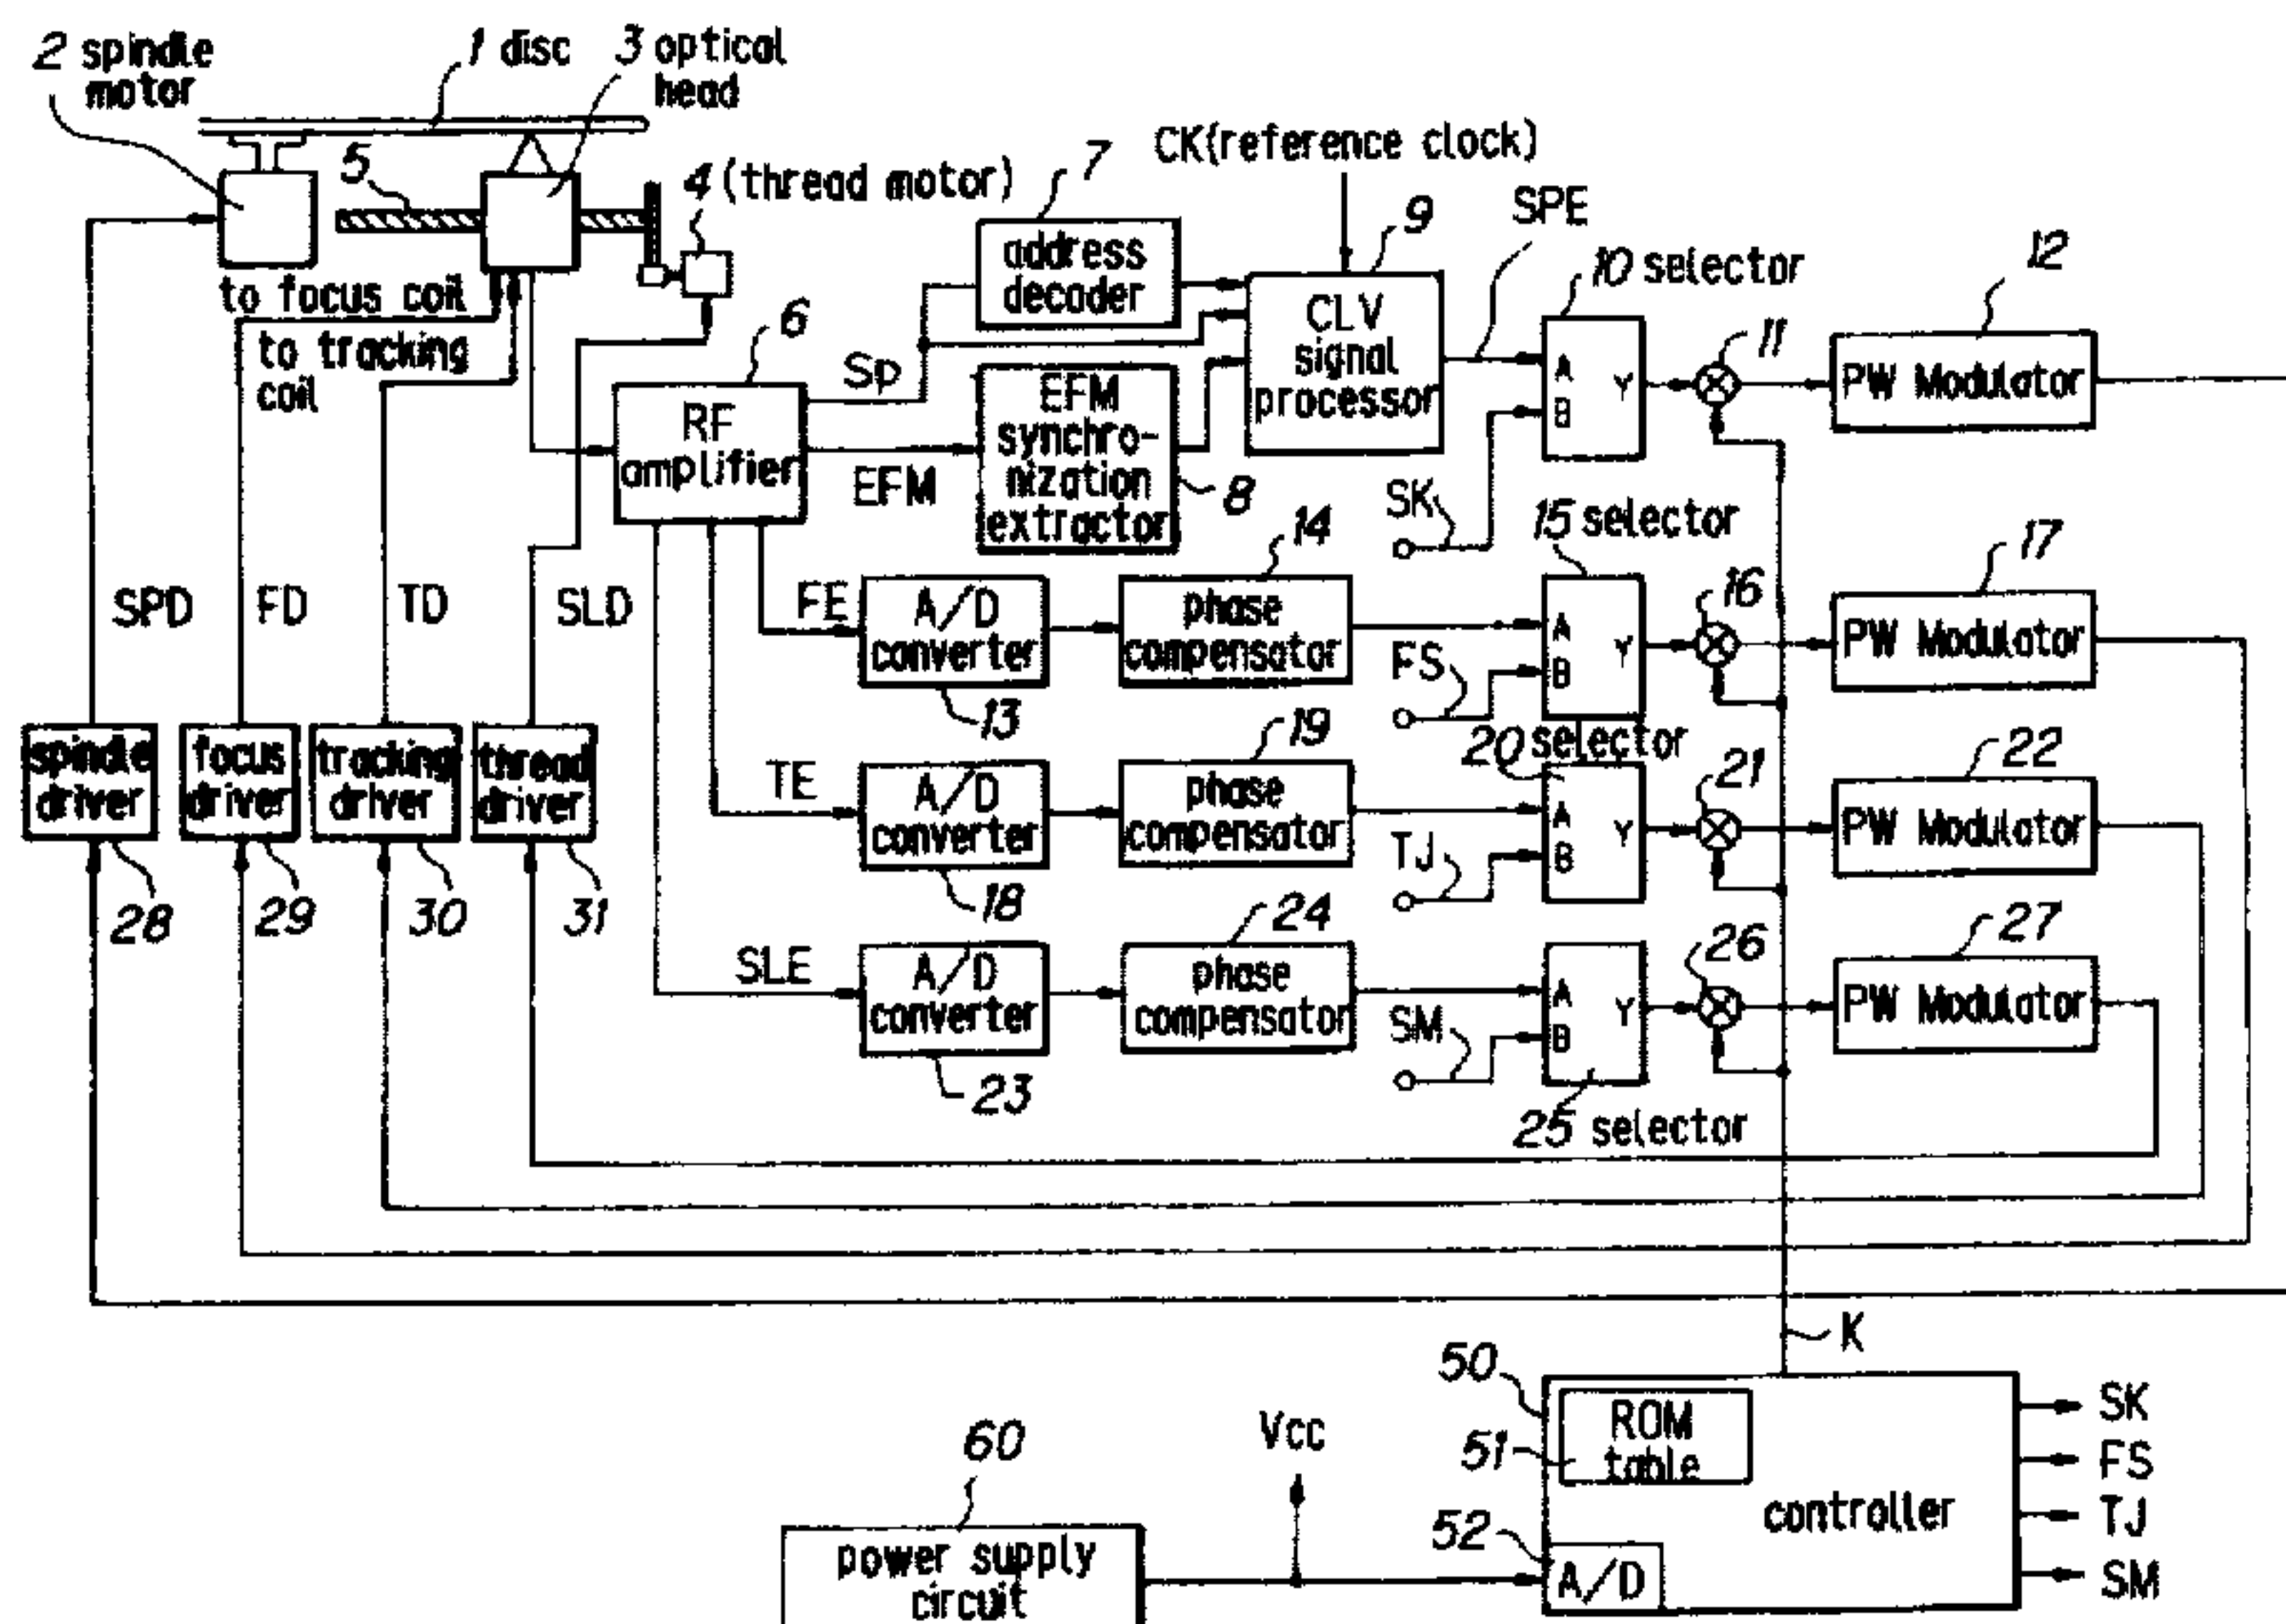 2 spindle
motor
1 disc
3 optical
head
5
4 (thread motor)
7
CK(reference clock)
9
SPE
10 selector
12
address
decoder
to focus coil
to tracking
coil
6
Sp
CLV
signal
processor
A
B
Y
11
PW Modulator
RF
amplifier
EFM
EFM
synchro-
nization
extractor
8
SK
15 selector
17
14
16
SPD
FD
TD
SLD
FE
A/D
converter
phase
compensator
FS
A
B
Y
PW Modulator
13
19
20 selector
22
21
spindle
driver
focus
driver
tracking
driver
thread
driver
TE
A/D
converter
phase
compensator
TJ
A
B
Y
PW Modulator
28
29
30
31
18
24
27
26
SLE
A/D
converter
phase
compensator
SM
A
B
Y
PW Modulator
23
25 selector
K
50
ROM
table
51
controller
SK
FS
TJ
SM
Vcc
60
52
A/D
power supply
circuit